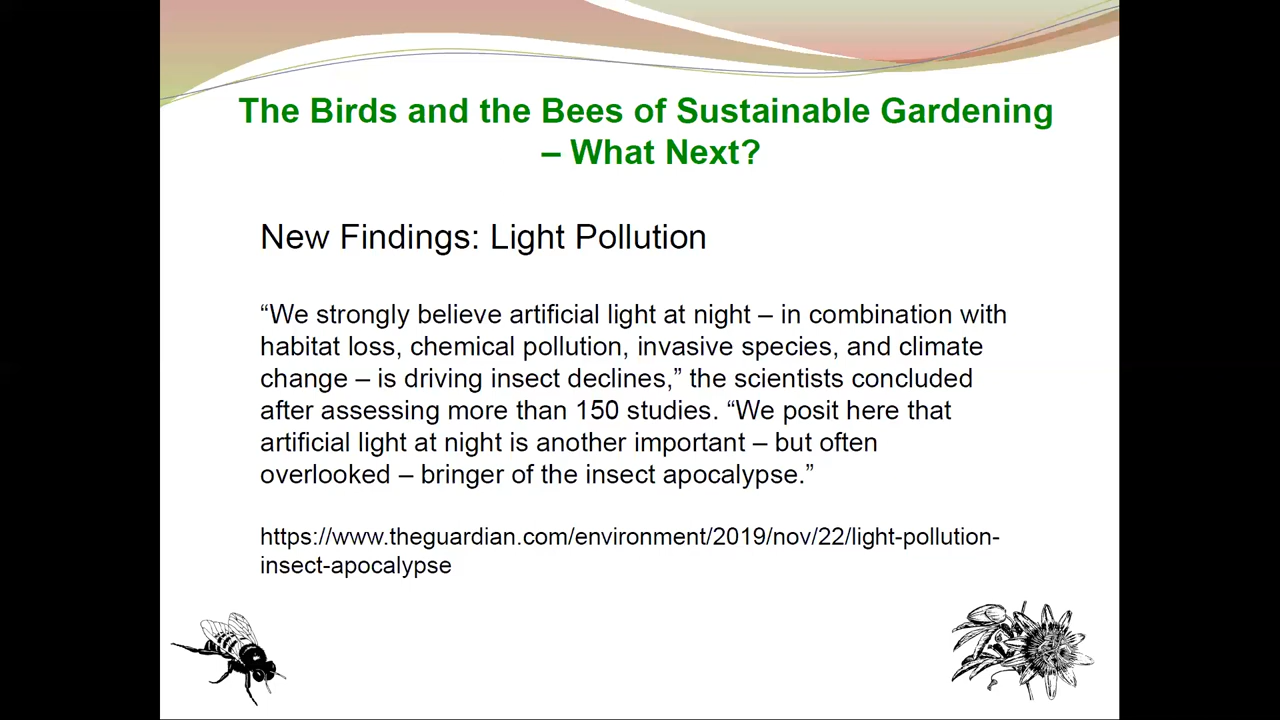 The Birds and the Bees of Sustainable Gardening
– What Next?
New Findings: Light Pollution
“We strongly believe artificial light at night – in combination with
habitat loss, chemical pollution, invasive species, and climate
change – is driving insect declines,” the scientists concluded
after assessing more than 150 studies. “We posit here that
artificial light at night is another important – but often
overlooked – bringer of the insect apocalypse.”
https://www.theguardian.com/environment/2019/nov/22/light-pollution-
insect-apocalypse